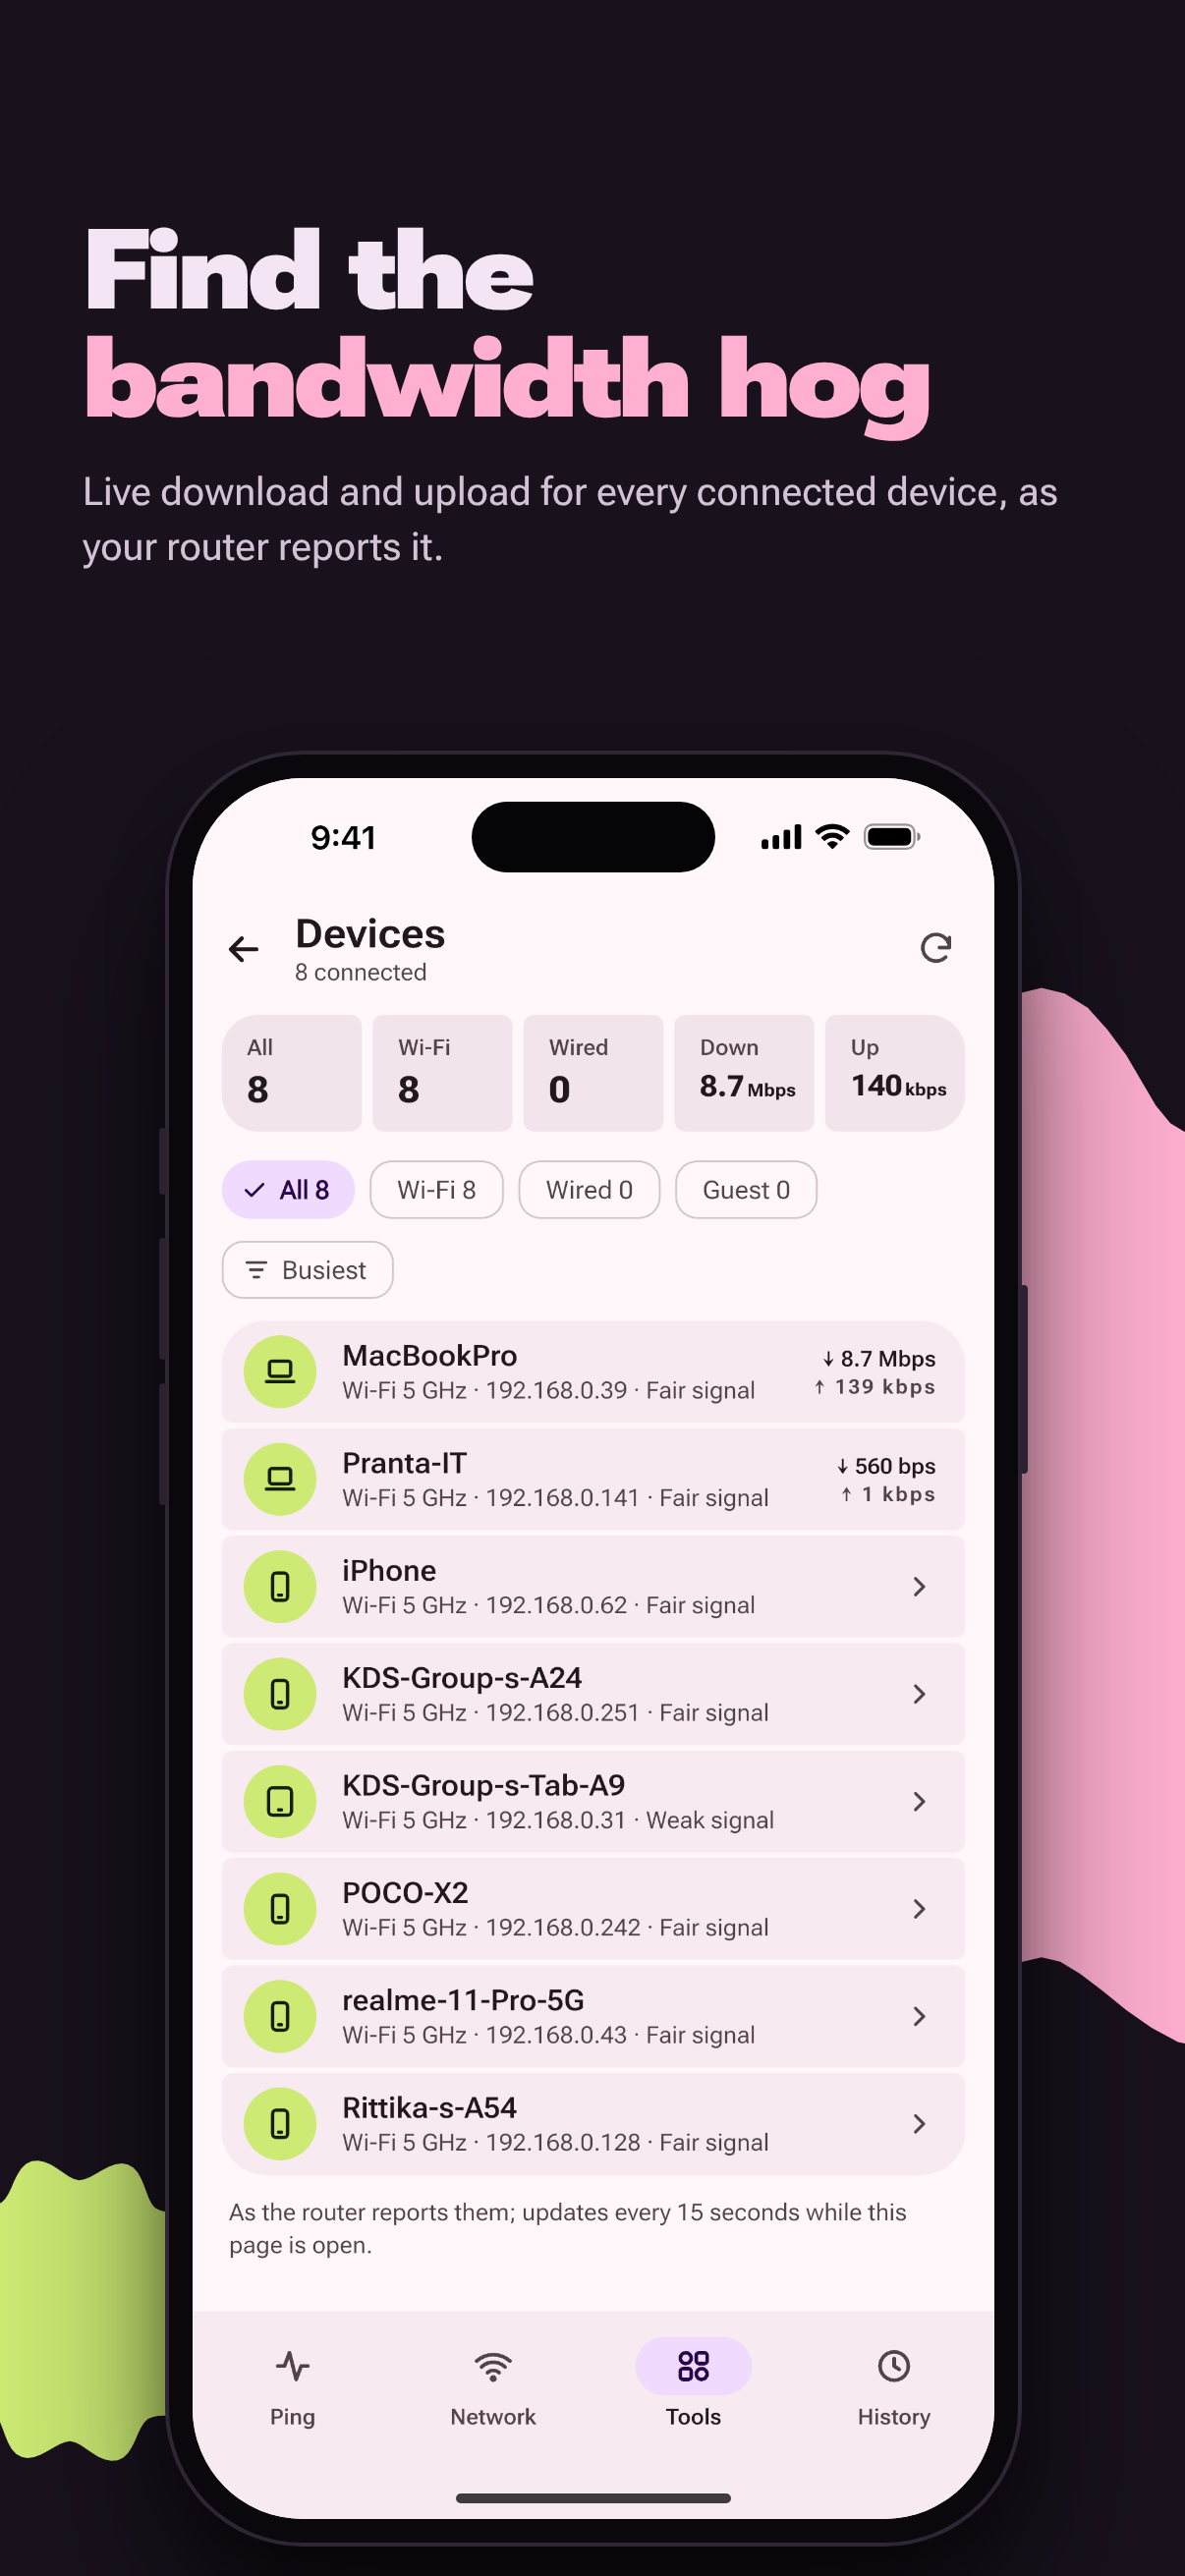 Find the
bandwidth hog
Live download and upload for every connected device, as
your router reports it.
9:41
Devices
8 connected
All
8
Wi-Fi
8
Wired
0
Down
8.7 Mbps
Up
140 kbps
All 8
Wi-Fi 8
Wired 0
Guest 0
Busiest
MacBookPro
Wi-Fi 5 GHz · 192.168.0.39 · Fair signal
↓ 8.7 Mbps
↑ 139 kbps
Pranta-IT
Wi-Fi 5 GHz · 192.168.0.141 · Fair signal
↓ 560 bps
↑ 1 kbps
iPhone
Wi-Fi 5 GHz · 192.168.0.62 · Fair signal
KDS-Group-s-A24
Wi-Fi 5 GHz · 192.168.0.251 · Fair signal
KDS-Group-s-Tab-A9
Wi-Fi 5 GHz · 192.168.0.31 · Weak signal
POCO-X2
Wi-Fi 5 GHz · 192.168.0.242 · Fair signal
realme-11-Pro-5G
Wi-Fi 5 GHz · 192.168.0.43 · Fair signal
Rittika-s-A54
Wi-Fi 5 GHz · 192.168.0.128 · Fair signal
As the router reports them; updates every 15 seconds while this
page is open.
Ping
Network
Tools
History